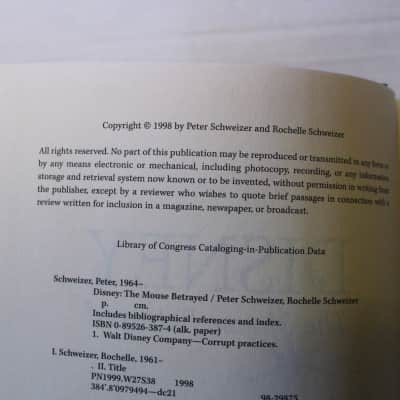 Copyright © 1998 by Peter Schweizer and Rochelle Schweizer
All rights reserved. No part of this publication may be reproduced or transmitted in any form or
by any means electronic or mechanical, including photocopy, recording, or any information
storage and retrieval system now known or to be invented, without permission in writing from
the publisher, except by a reviewer who wishes to quote brief passages in connection with a
review written for inclusion in a magazine, newspaper, or broadcast.
Library of Congress Cataloging-in-Publication Data
Schweizer, Peter, 1964–
Disney: The Mouse Betrayed / Peter Schweizer, Rochelle Schweizer
p. cm.
Includes bibliographical references and index.
ISBN 0-89526-387-4 (alk. paper)
1. Walt Disney Company—Corrupt practices.
I. Schweizer, Rochelle, 1961–
. II. Title
PN1999.W27S38 1998
384'.8'0979494—dc21